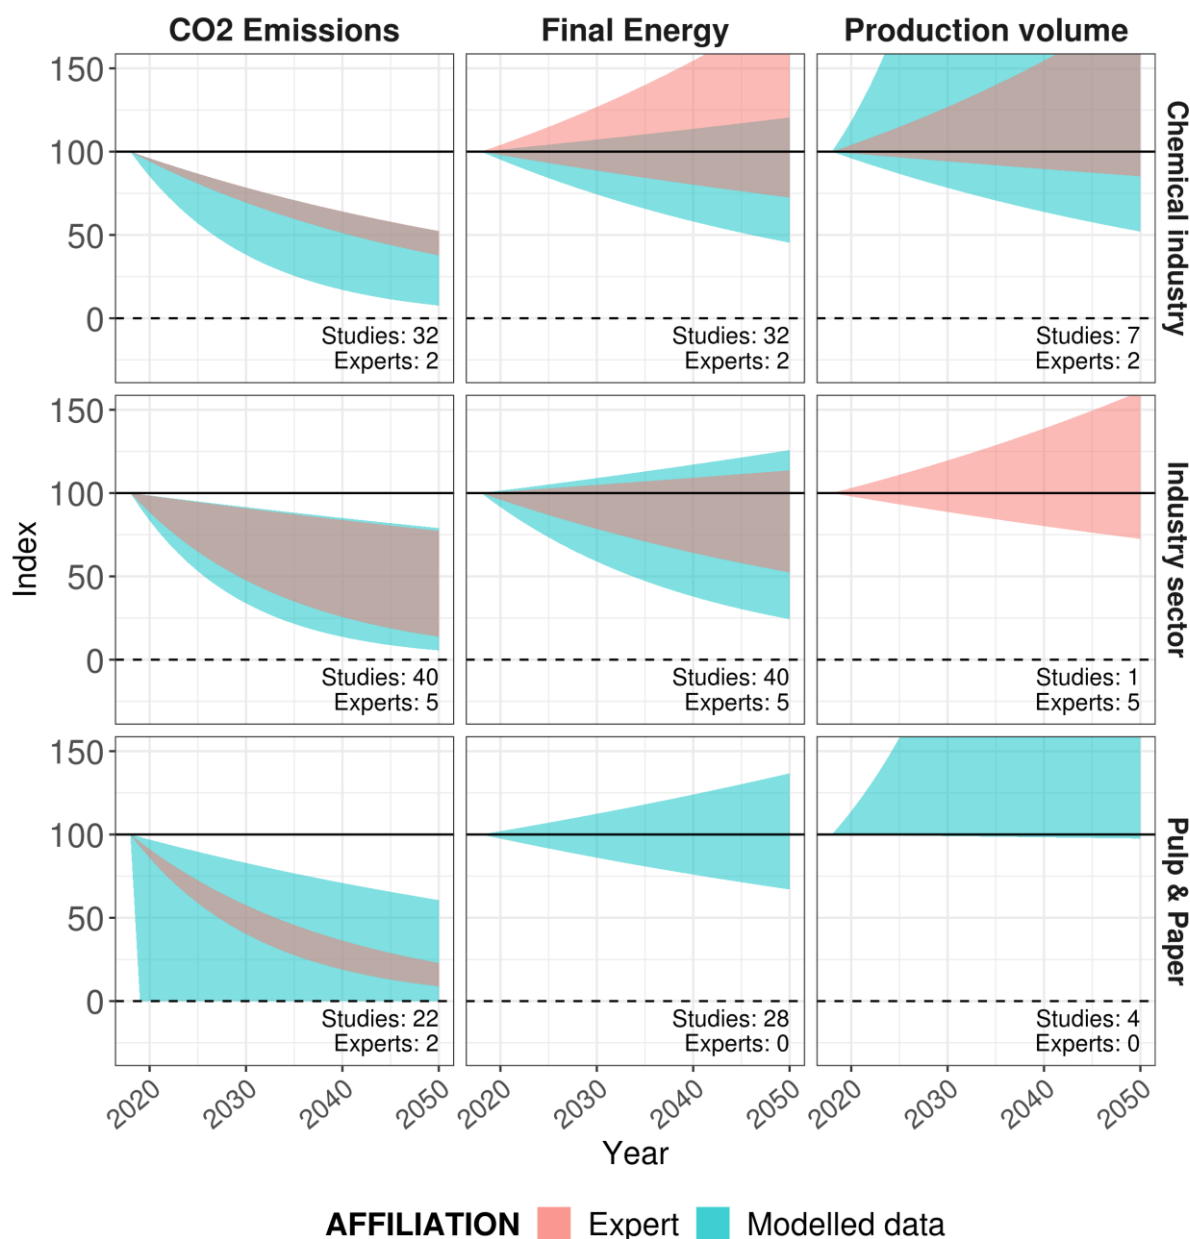 CO2 Emissions Final Energy Production volume
150
100
50
0
Studies: 32 Studies: 32 Studies: 7
Experts: 2 Experts: 2 Experts: 2
Chemical industry
150
100
50
0
Studies: 40 Studies: 40 Studies: 1
Experts: 5 Experts: 5 Experts: 5
Industry sector
Index
150
100
50
0
Studies: 22 Studies: 28 Studies: 4
Experts: 2 Experts: 0 Experts: 0
Pulp & Paper
2020 2030 2040 2050 2020 2030 2040 2050 2020 2030 2040 2050
Year
AFFILIATION Expert Modelled data